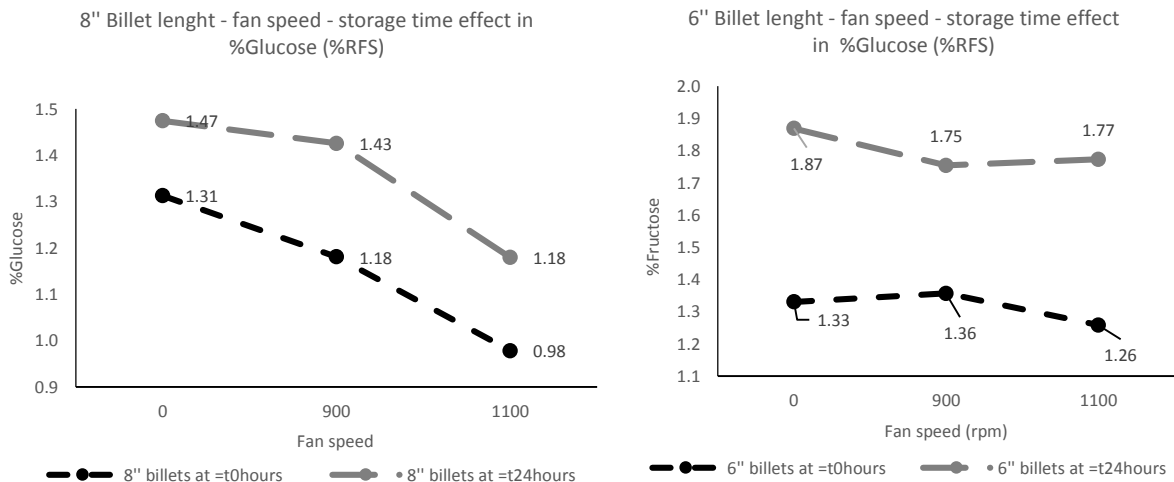 8'' Billet lenght - fan speed - storage time effect in
%Glucose (%RFS)
1.5
1.4
1.3
1.2
1.1
1.0
0.9
%Glucose
1.47
1.43
1.31
1.18
1.18
0.98
0
900
1100
Fan speed
8'' billets at =t0hours
8'' billets at =t24hours
6'' Billet lenght - fan speed - storage time effect
in %Glucose (%RFS)
2.0
1.9
1.8
1.7
1.6
1.5
1.4
1.3
1.2
1.1
%Fructose
1.87
1.75
1.77
1.33
1.36
1.26
0
900
1100
Fan speed (rpm)
6'' billets at =t0hours
6'' billets at =t24hours